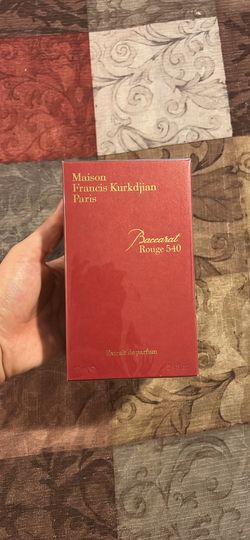 Maison
Francis Kurkdjian
Paris
Baccarat
Rouge 540
Extrait de parfum